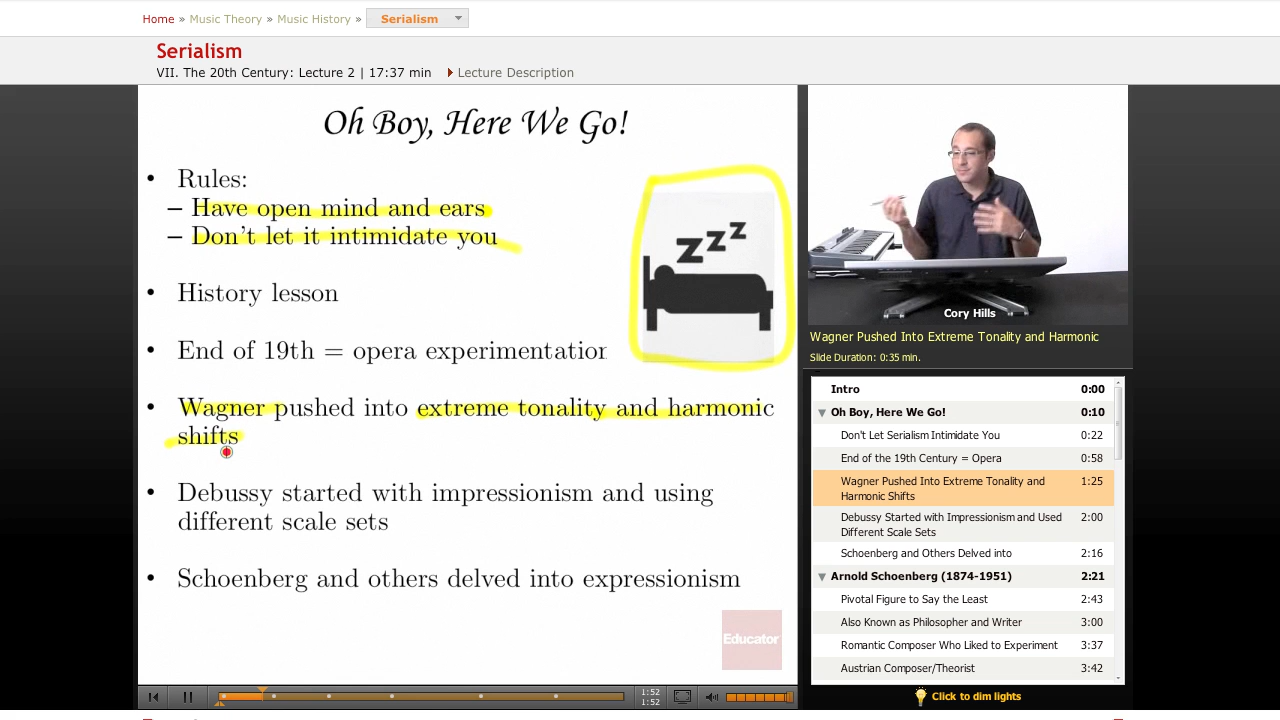 Home » Music Theory » Music History » Serialism
Serialism
VII. The 20th Century: Lecture 2 | 17:37 min Lecture Description
Oh Boy, Here We Go!
• Rules:
– Have open mind and ears
– Don't let it intimidate you
• History lesson
• End of 19th = opera experimentation
• Wagner pushed into extreme tonality and harmonic
shifts
• Debussy started with impressionism and using
different scale sets
• Schoenberg and others delved into expressionism
zzz
Educator
1:52
1:52
Cory Hills
Wagner Pushed Into Extreme Tonality and Harmonic
Slide Duration: 0:35 min.
Intro 0:00
Oh Boy, Here We Go! 0:10
Don't Let Serialism Intimidate You 0:22
End of the 19th Century = Opera 0:58
Wagner Pushed Into Extreme Tonality and 1:25
Harmonic Shifts
Debussy Started with Impressionism and Used 2:00
Different Scale Sets
Schoenberg and Others Delved into 2:16
Arnold Schoenberg (1874-1951) 2:21
Pivotal Figure to Say the Least 2:43
Also Known as Philosopher and Writer 3:00
Romantic Composer Who Liked to Experiment 3:37
Austrian Composer/Theorist 3:42
Click to dim lights